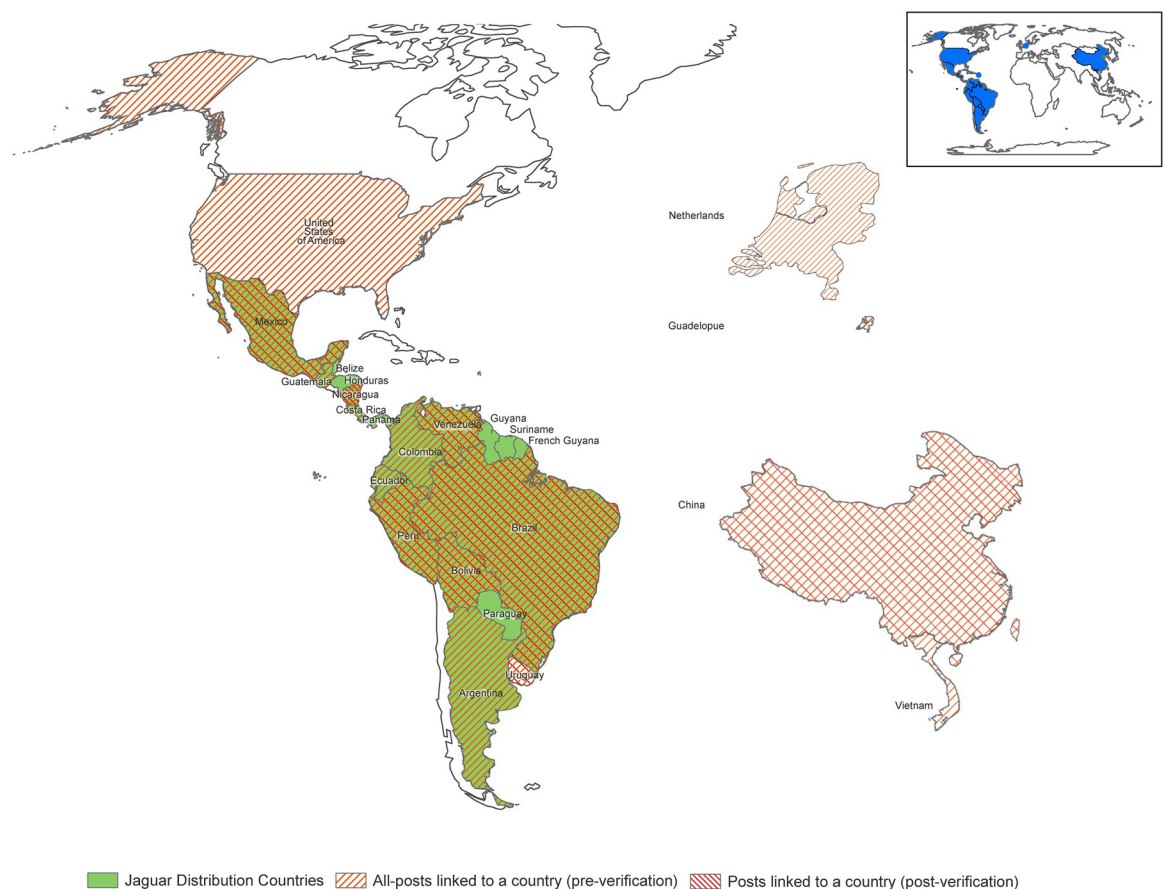 United
States
of America
Netherlands
Guadelopue
Mexico
Belize
Guatemala
Honduras
Nicaragua
Costa Rica
Panama
Venezuela
Guyana
Suriname
French Guyana
Colombia
Ecuador
China
Brazil
Peru
Bolivia
Paraguay
Uruguay
Argentina
Vietnam
Jaguar Distribution Countries All-posts linked to a country (pre-verification) Posts linked to a country (post-verification)